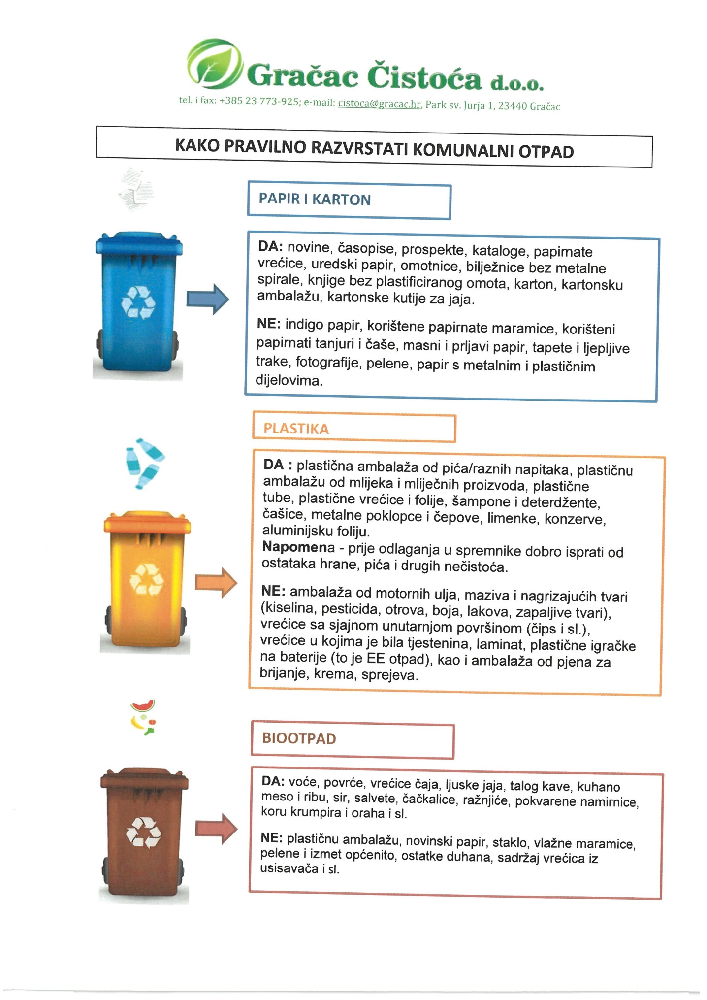 Gračac Čistoća d.o.o.
tel. i fax: +385 23 773-925; e-mail: cistoca@gracac.hr, Park sv. Jurja 1, 23440 Gračac
KAKO PRAVILNO RAZVRSTATI KOMUNALNI OTPAD
PAPIR I KARTON
DA: novine, časopise, prospekte, kataloge, papirnate
vrećice, uredski papir, omotnice, bilježnice bez metalne
spirale, knjige bez plastificiranog omota, karton, kartonsku
ambalažu, kartonske kutije za jaja.
NE: indigo papir, korištene papirnate maramice, korišteni
papirnati tanjuri i čaše, masni i prljavi papir, tapete i ljepljive
trake, fotografije, pelene, papir s metalnim i plastičnim
dijelovima.
PLASTIKA
DA : plastična ambalaža od pića/raznih napitaka, plastičnu
ambalažu od mlijeka i mliječnih proizvoda, plastične
tube, plastične vrećice i folije, šampone i deterdžente,
čašice, metalne poklopce i čepove, limenke, konzerve,
aluminijsku foliju.
Napomena - prije odlaganja u spremnike dobro isprati od
ostataka hrane, pića i drugih nečistoća.
NE: ambalaža od motornih ulja, maziva i nagrizajućih tvari
(kiselina, pesticida, otrova, boja, lakova, zapaljive tvari),
vrećice sa sjajnom unutarnjom površinom (čips i sl.),
vrećice u kojima je bila tjestenina, laminat, plastične igračke
na baterije (to je EE otpad), kao i ambalaža od pjena za
brijanje, krema, sprejeva.
BIOOTPAD
DA: voće, povrće, vrećice čaja, ljuske jaja, talog kave, kuhano
meso i ribu, sir, salvete, čačkalice, ražnjiće, pokvarene namirnice,
koru krumpira i oraha i sl.
NE: plastičnu ambalažu, novinski papir, staklo, vlažne maramice,
pelene i izmet općenito, ostatke duhana, sadržaj vrećica iz
usisavača i sl.